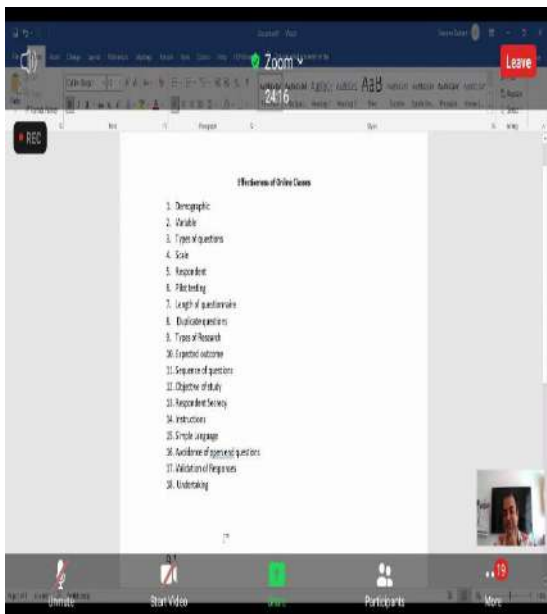 Zoom
24:16
Leave
REC
AaB
Effectiveness of Online Classes
1. Demographic
2. Variable
3. Types of questions
4. Scale
5. Respondent
6. Pilot testing
7. Length of questionnaire
8. Duplicate questions
9. Types of Research
10. Expected outcome
11. Sequence of questions
12. Objective of study
13. Respondent Secrecy
14. Instructions
15. Simple Language
16. Avoidance of open end questions
17. Validation of Responses
18. Undertaking
19
Unmute
Start Video
Share
Participants
More